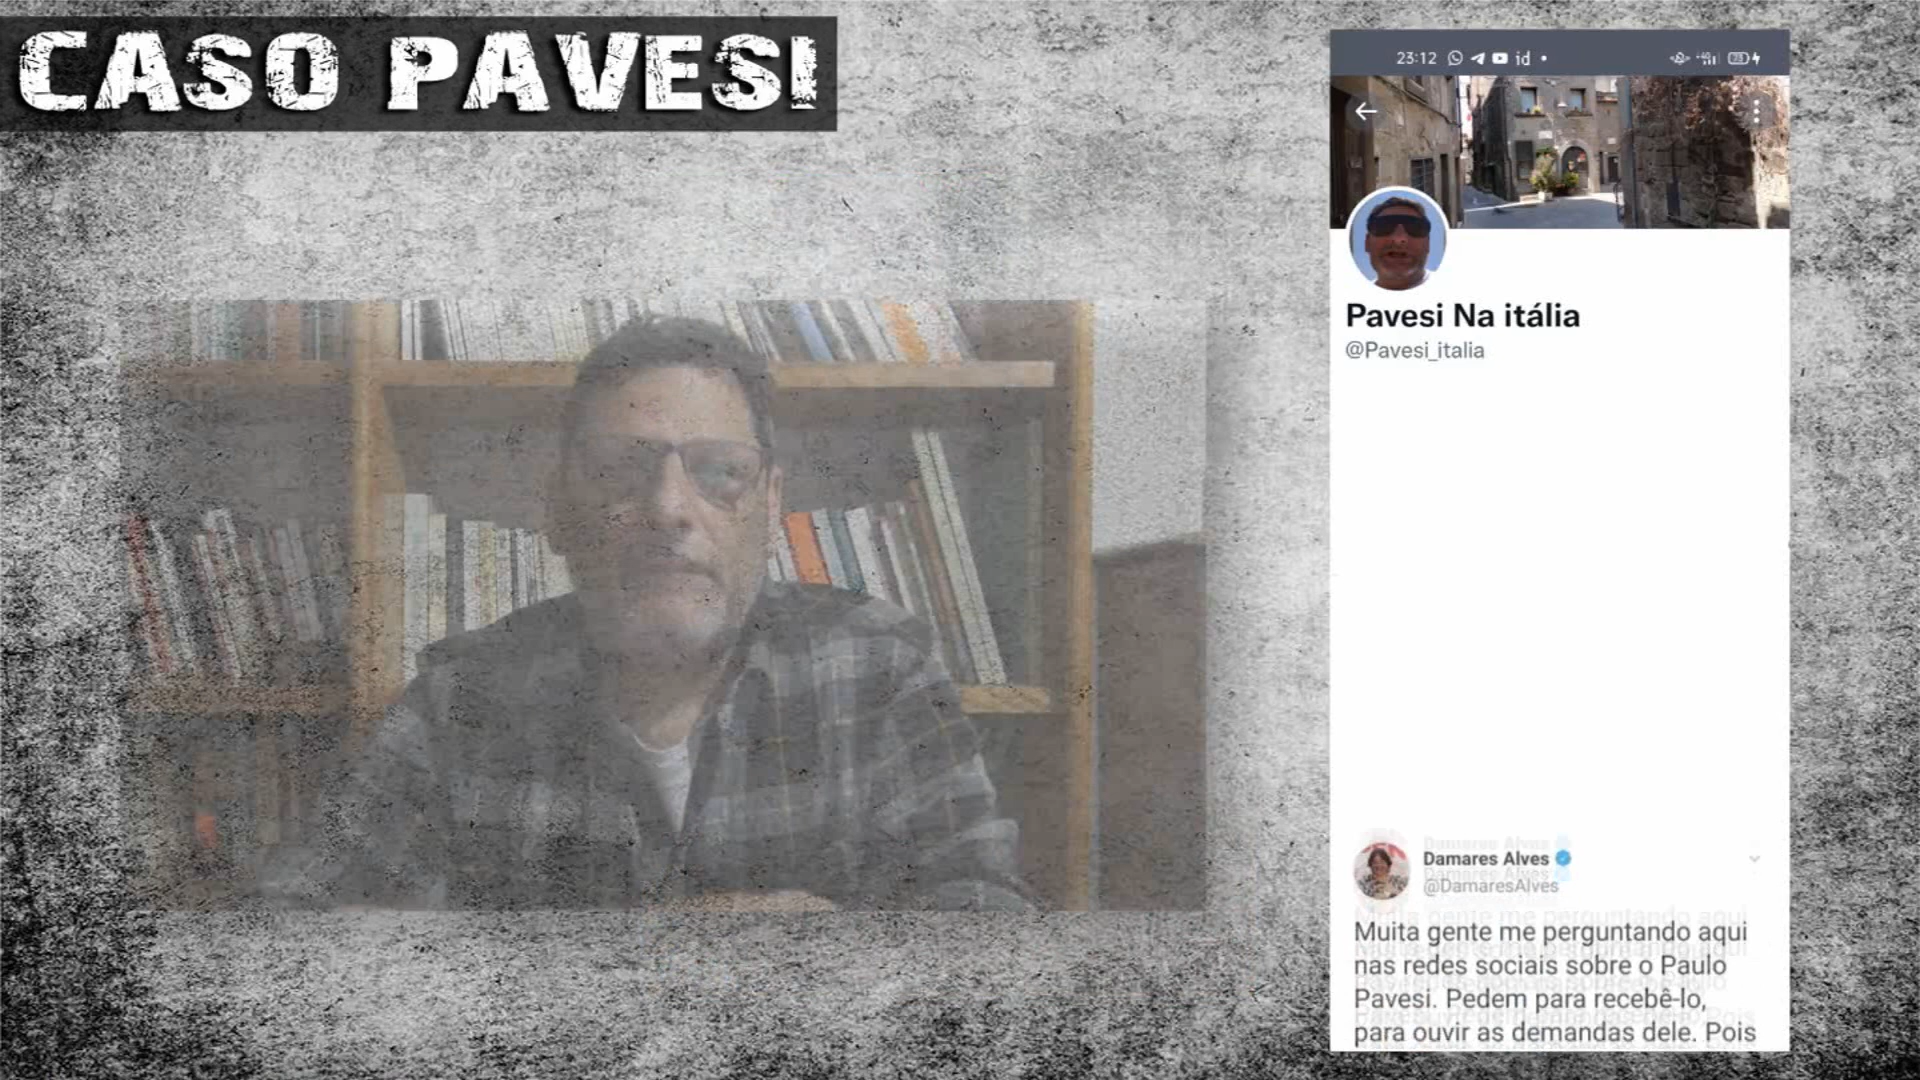 CASO PAVESI
23:12
id
Pavesi Na itália
@Pavesi_italia
Damares Alves
@DamaresAlves
Muita gente me perguntando aqui
nas redes sociais sobre o Paulo
Pavesi. Pedem para recebê-lo,
para ouvir as demandas dele. Pois